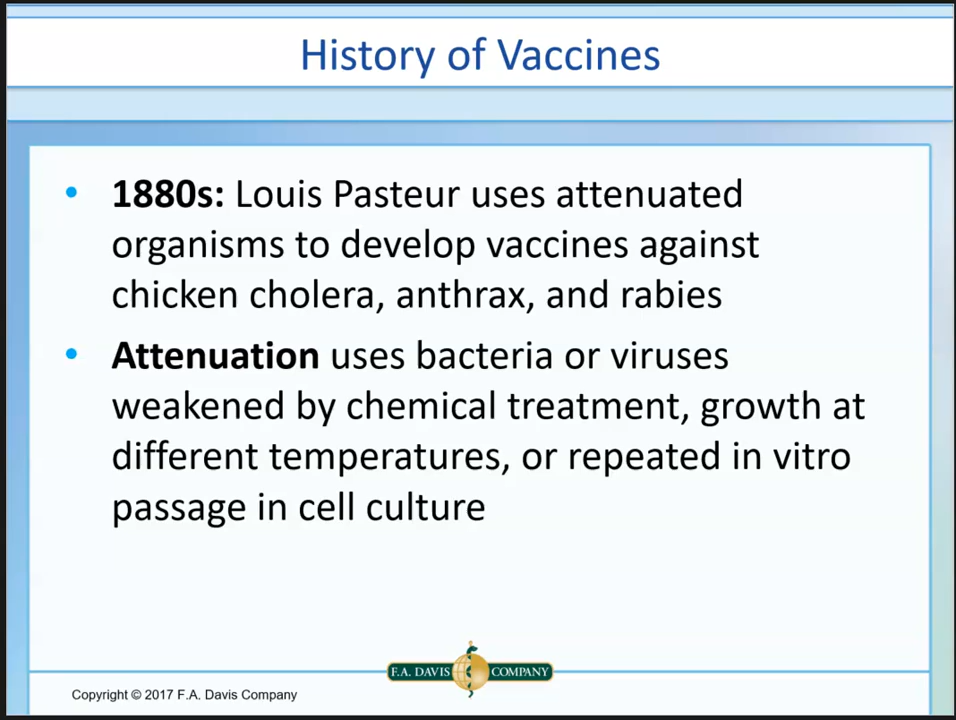 History of Vaccines
• 1880s: Louis Pasteur uses attenuated
organisms to develop vaccines against
chicken cholera, anthrax, and rabies
• Attenuation uses bacteria or viruses
weakened by chemical treatment, growth at
different temperatures, or repeated in vitro
passage in cell culture
F.A. DAVIS COMPANY
Copyright © 2017 F.A. Davis Company